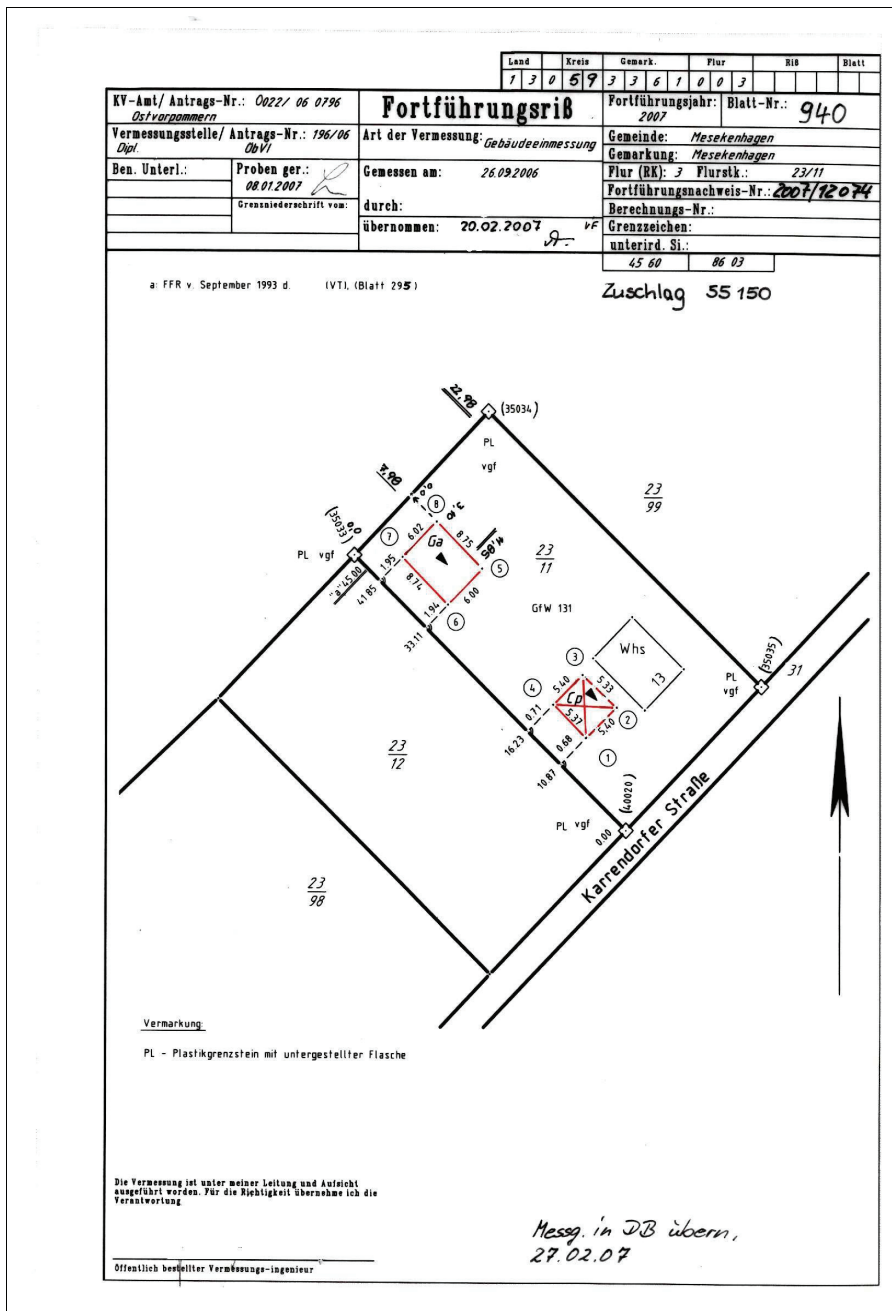 Land Kreis Gemark. Flur Riß Blatt
1 3 0 5 9 3 3 6 1 0 0 3
KV-Amt/ Antrags-Nr.: 0022/ 06 0796
Ostvorpommern
Fortführungsriß
Fortführungsjahr:
2007
Blatt-Nr.: 940
Vermessungsstelle/ Antrags-Nr.: 196/06
Dipl. ObVI
Art der Vermessung: Gebäudeeinmessung
Gemeinde: Mesekenhagen
Gemarkung: Mesekenhagen
Ben. Unterl.:
Proben ger.:
08.01.2007
Gemessen am: 26.09.2006
Flur (RK): 3 Flurstk.: 23/11
Fortführungsnachweis-Nr.: 2007/12074
Grenzniederschrift vom:
durch:
Berechnungs-Nr.:
übernommen: 20.02.2007 VF
Grenzzeichen:
unterird. Si.:
45 60 86 03
a: FFR v. September 1993 d. (VT), (Blatt 295)
Zuschlag 55 150
22,98
(35034)
PL
vgf
7,98
0,0
3,10
8
(35033)
0,0
7
6.02
Ga
8.75
11,85
23
99
PL vgf
"a" 45.00
41.85
1.95
8.74
5
23
11
1.94
6.00
6
33.11
GfW 131
Whs
13
3
4
5.40
5.33
Cp
5.37
2
5.40
0.71
16.23
0.68
1
10.87
PL
vgf
(35035)
31
23
12
(40020)
PL vgf
0.00
Karrendorfer Straße
23
98
Vermarkung:
PL - Plastikgrenzstein mit untergestellter Flasche
Die Vermessung ist unter meiner Leitung und Aufsicht
ausgeführt worden. Für die Richtigkeit übernehme ich die
Verantwortung
Messg. in DB übern,
27.02.07
Öffentlich bestellter Vermessungs-ingenieur